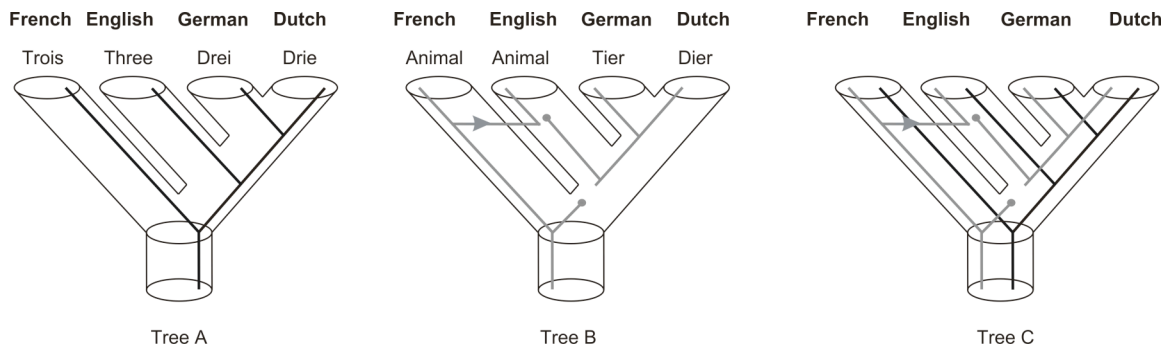 French English German Dutch
Trois Three Drei Drie
Tree A
French English German Dutch
Animal Animal Tier Dier
Tree B
French English German Dutch
Tree C